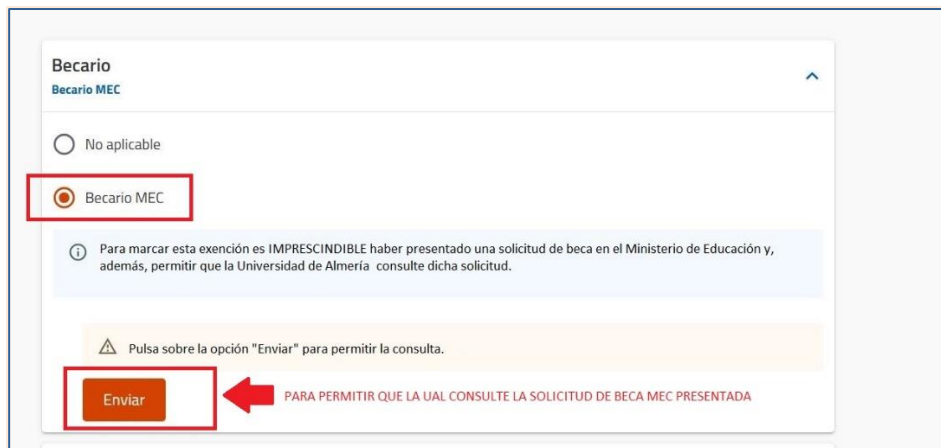 Becario
Becario MEC
No aplicable
Becario MEC
Para marcar esta exención es IMPRESCINDIBLE haber presentado una solicitud de beca en el Ministerio de Educación y,
además, permitir que la Universidad de Almería consulte dicha solicitud.
Pulsa sobre la opción "Enviar" para permitir la consulta.
Enviar
PARA PERMITIR QUE LA UAL CONSULTE LA SOLICITUD DE BECA MEC PRESENTADA